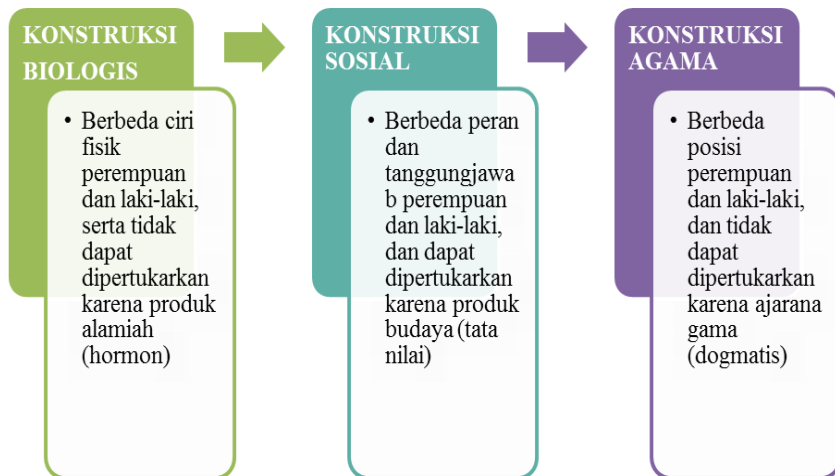 KONSTRUKSI
BIOLOGIS
• Berbeda ciri
fisik
perempuan
dan laki-laki,
serta tidak
dapat
dipertukarkan
karena produk
alamiah
(hormon)
KONSTRUKSI
SOSIAL
• Berbeda peran
dan
tanggungjawa
b perempuan
dan laki-laki,
dan dapat
dipertukarkan
karena produk
budaya (tata
nilai)
KONSTRUKSI
AGAMA
• Berbeda
posisi
perempuan
dan laki-laki,
dan tidak
dapat
dipertukarkan
karena ajarana
gama
(dogmatis)